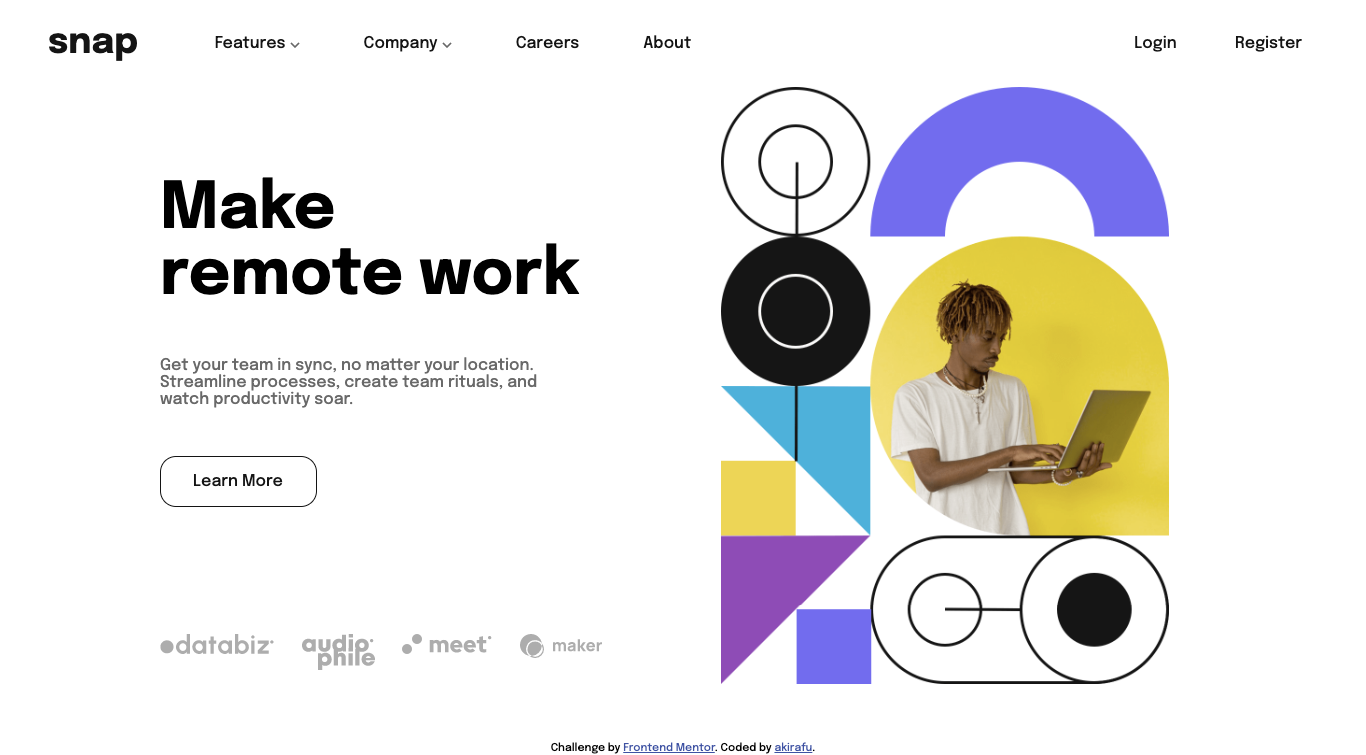 snap Features Company Careers About Login Register
Make
remote work
Get your team in sync, no matter your location.
Streamline processes, create team rituals, and
watch productivity soar.
Learn More
databiz audiophile meet maker
Challenge by Frontend Mentor. Coded by akirafu.